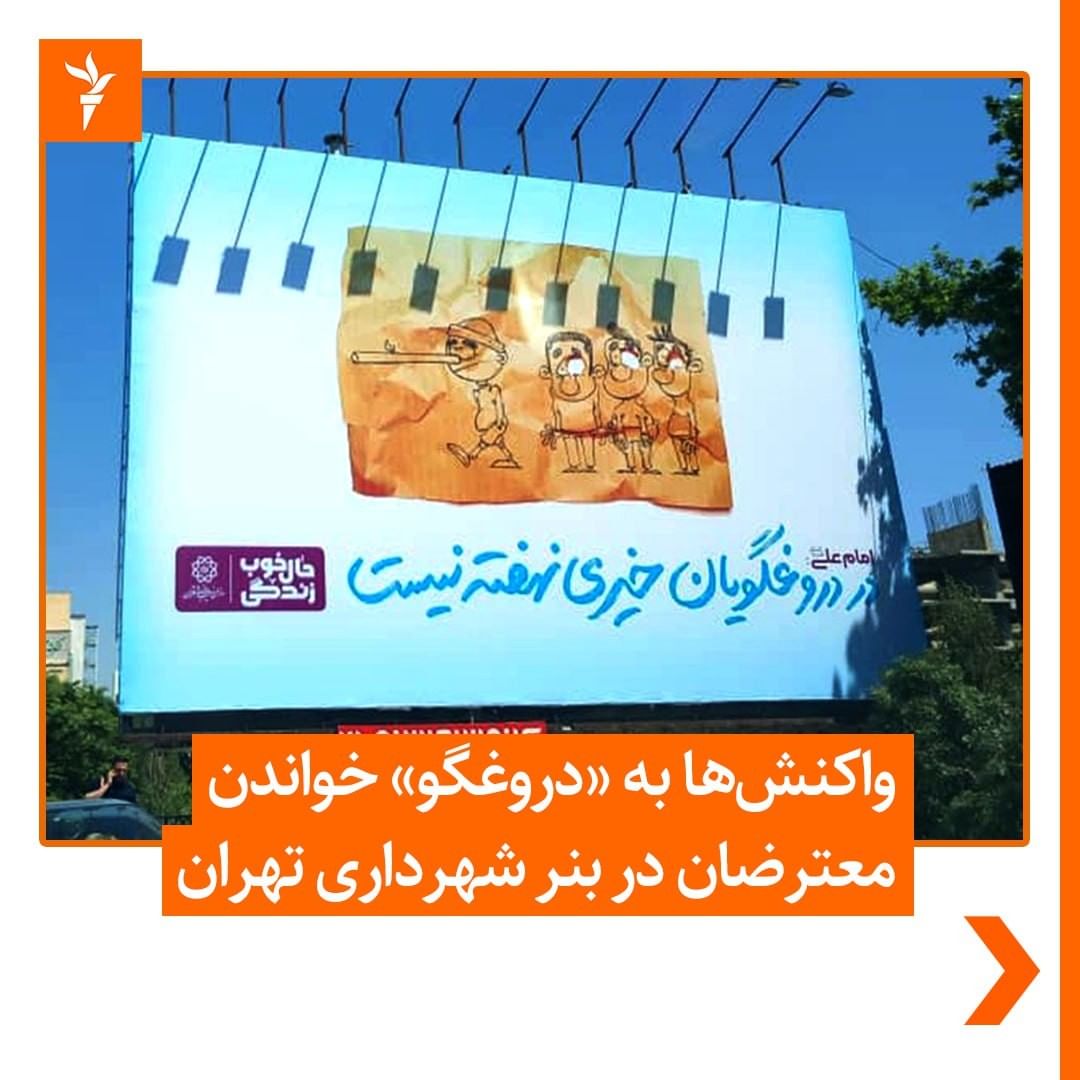 امام علی
در دروغگویان خیری نهفته نیست
حال خوب
زندگی
واکنش‌ها به «دروغگو» خواندن
معترضان در بنر شهرداری تهران